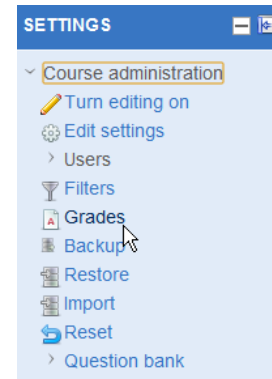 SETTINGS
Course administration
Turn editing on
Edit settings
Users
Filters
Grades
Backup
Restore
Import
Reset
Question bank